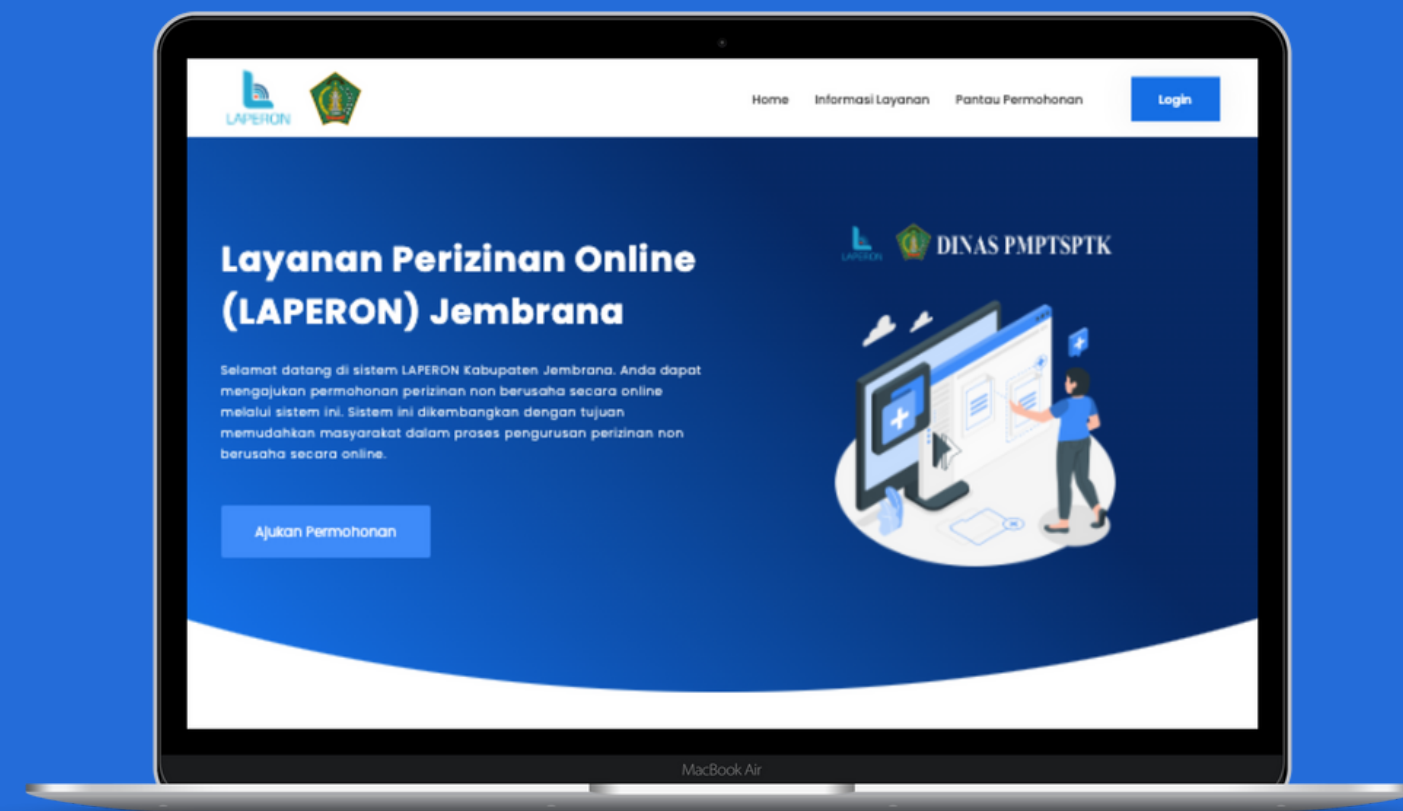 LAPERON
Home Informasi Layanan Pantau Permohonan Login
Layanan Perizinan Online
(LAPERON) Jembrana
Selamat datang di sistem LAPERON Kabupaten Jembrana. Anda dapat
mengajukan permohonan perizinan non berusaha secara online
melalui sistem ini. Sistem ini dikembangkan dengan tujuan
memudahkan masyarakat dalam proses pengurusan perizinan non
berusaha secara online.
Ajukan Permohonan
LAPERON DINAS PMPTSPTK
MacBook Air